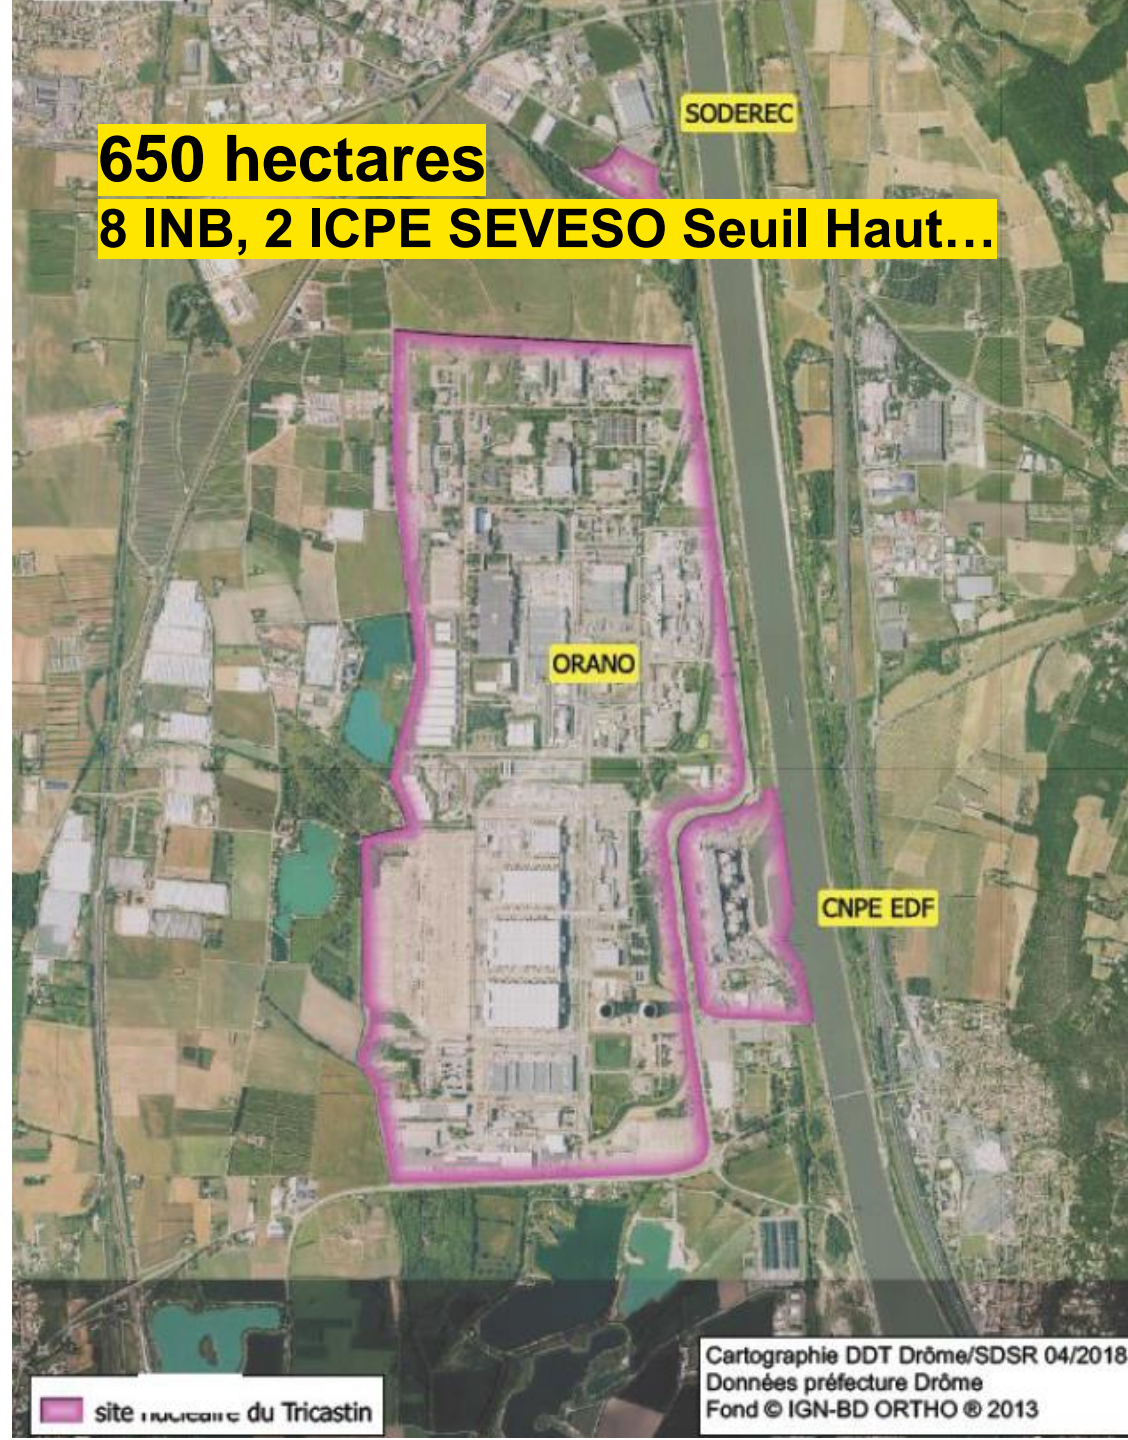 SODEREC
650 hectares
8 INB, 2 ICPE SEVESO Seuil Haut...
ORANO
CNPE EDF
site nucléaire du Tricastin
Cartographie DDT Drôme/SDSR 04/2018
Données préfecture Drôme
Fond © IGN-BD ORTHO ® 2013